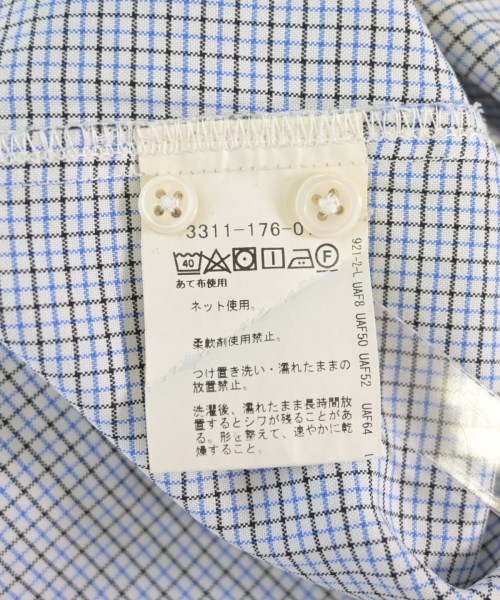 3311-176-0
40
F
あて布使用
ネット使用。
柔軟剤使用禁止。
つけ置き洗い・濡れたままの
放置禁止。
洗濯後、濡れたまま長時間放
置するとシワが残ることがあ
る。形を整えて、速やかに乾
燥すること。
921-2-L UAF8 UAF50 UAF52 UAF64